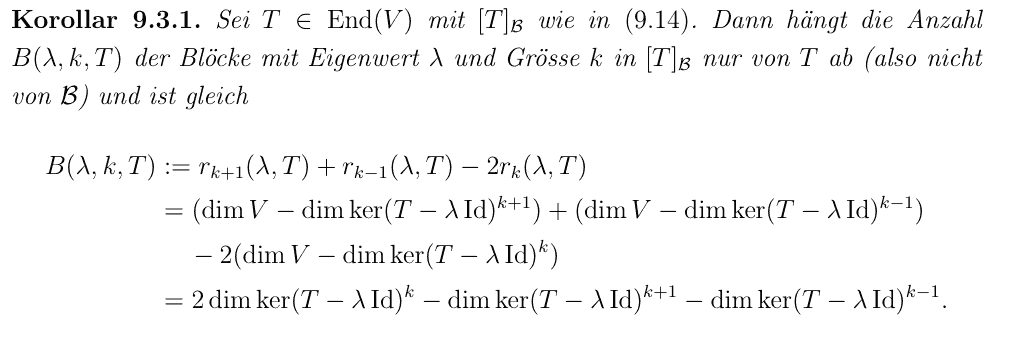 Korollar 9.3.1. Sei T ∈ End(V) mit [T]_ℬ wie in (9.14). Dann hängt die Anzahl
B(λ, k, T) der Blöcke mit Eigenwert λ und Grösse k in [T]_ℬ nur von T ab (also nicht
von ℬ) und ist gleich
B(λ, k, T) := r_{k+1}(λ, T) + r_{k−1}(λ, T) − 2r_k(λ, T)
= (dim V − dim ker(T − λ Id)^{k+1}) + (dim V − dim ker(T − λ Id)^{k−1})
− 2(dim V − dim ker(T − λ Id)^k)
= 2 dim ker(T − λ Id)^k − dim ker(T − λ Id)^{k+1} − dim ker(T − λ Id)^{k−1}.